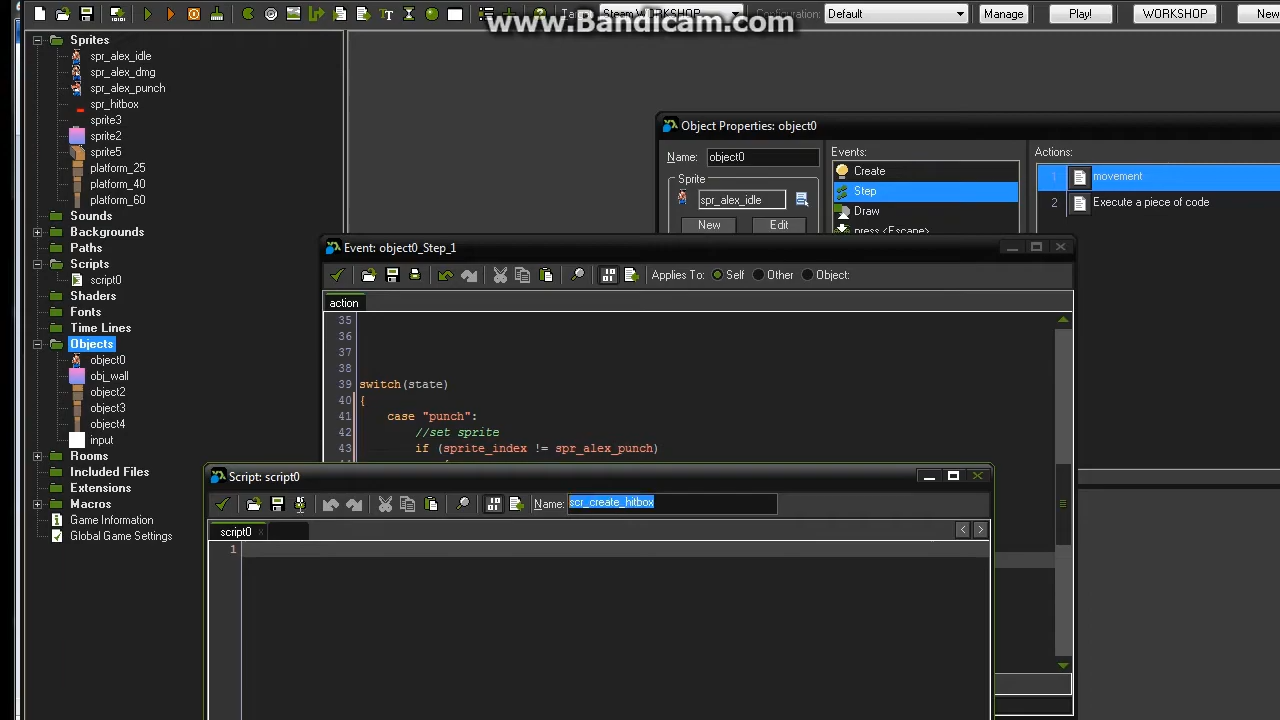 www.Bandicam.com
Configuration:
Default
Manage
Play!
WORKSHOP
New
Sprites
spr_alex_idle
spr_alex_dmg
spr_alex_punch
spr_hitbox
sprite3
sprite2
sprite5
platform_25
platform_40
platform_60
Sounds
Backgrounds
Paths
Scripts
script0
Shaders
Fonts
Time Lines
Objects
object0
obj_wall
object2
object3
object4
input
Rooms
Included Files
Extensions
Macros
Game Information
Global Game Settings
Object Properties: object0
Name: object0
Sprite
spr_alex_idle
New Edit
Events:
Create
Step
Draw
press <Escape>
Actions:
1 movement
2 Execute a piece of code
Event: object0_Step_1
Applies To: Self Other Object:
action
35
36
37
38
39 switch(state)
40 {
41 case "punch":
42 //set sprite
43 if (sprite_index != spr_alex_punch)
Script: script0
Name: scr_create_hitbox
script0 x
1